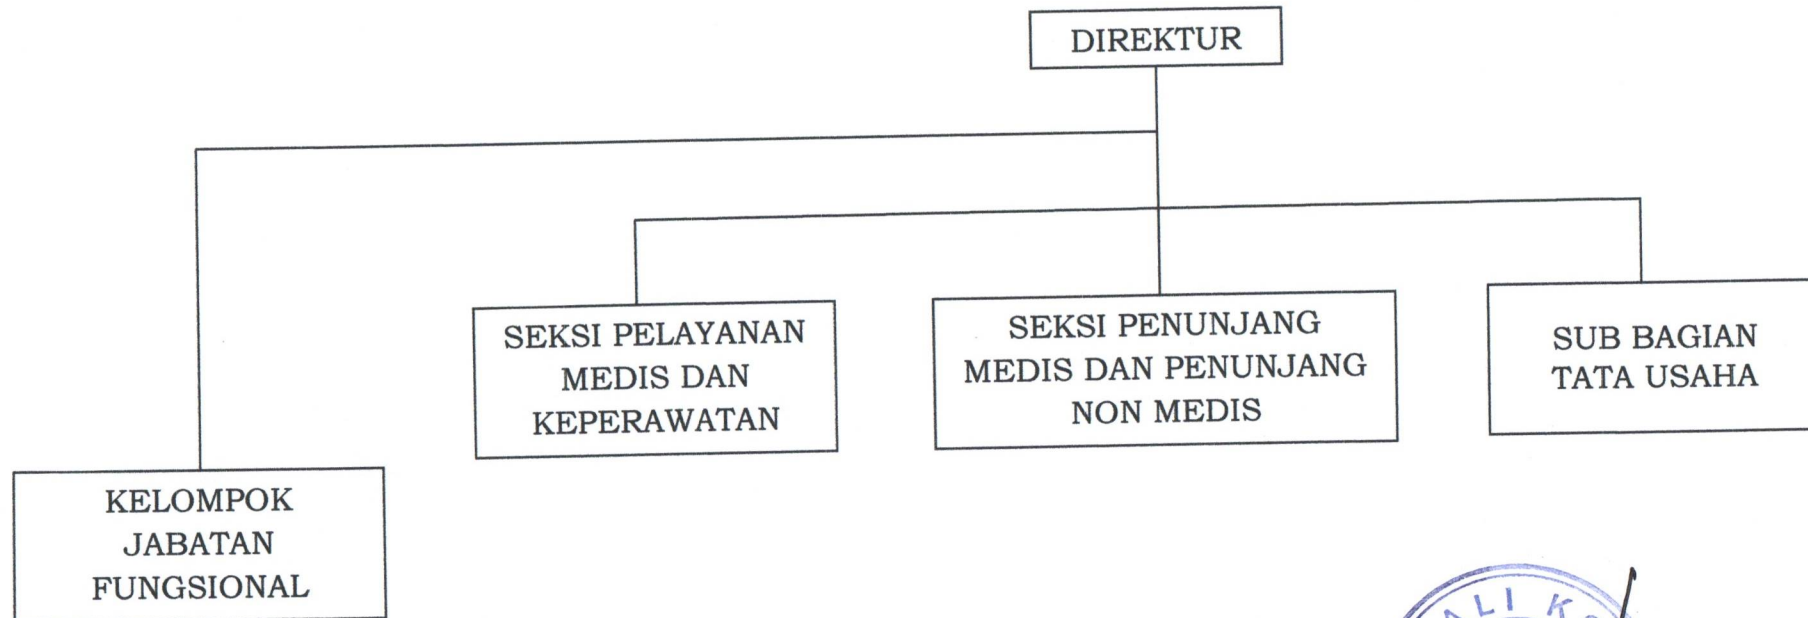 DIREKTUR
SEKSI PELAYANAN
MEDIS DAN
KEPERAWATAN
SEKSI PENUNJANG
MEDIS DAN PENUNJANG
NON MEDIS
SUB BAGIAN
TATA USAHA
KELOMPOK
JABATAN
FUNGSIONAL